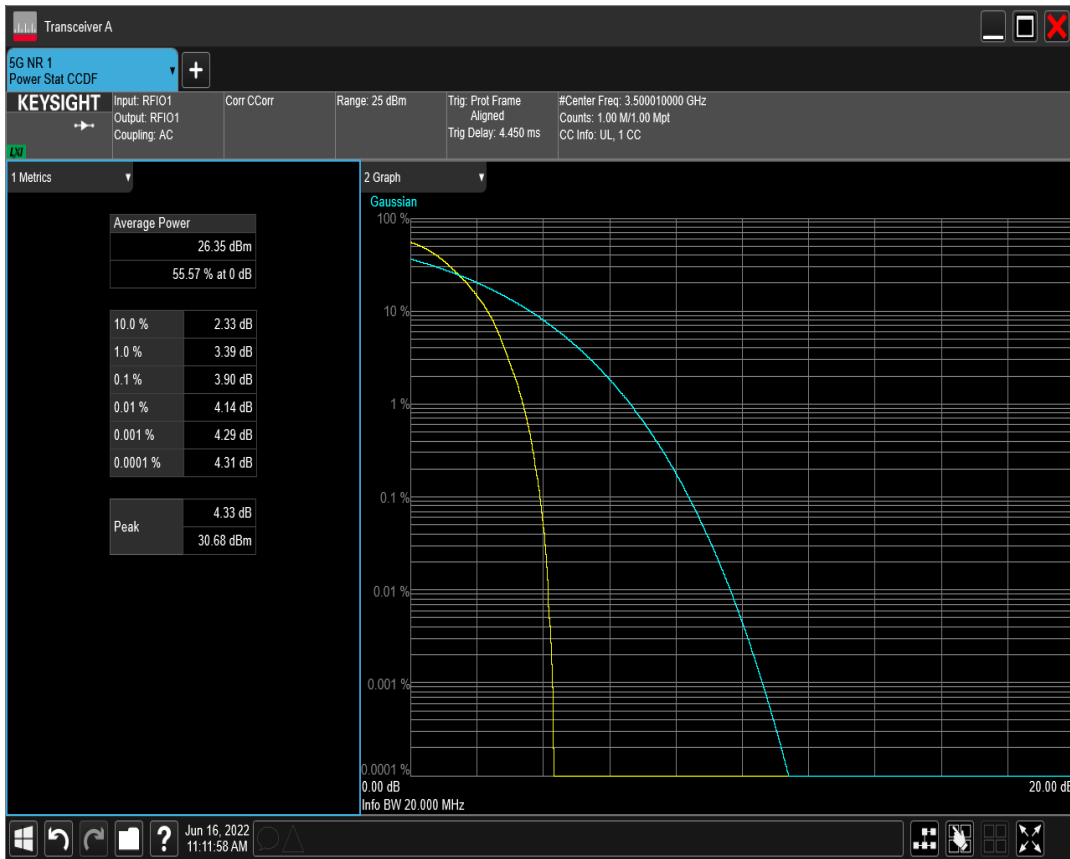 Transceiver A
5G NR 1
Power Stat CCDF
+
KEYSIGHT
LXI
Input: RFIO1
Output: RFIO1
Coupling: AC
Corr CCorr
Range: 25 dBm
Trig: Prot Frame
Aligned
Trig Delay: 4.450 ms
#Center Freq: 3.500010000 GHz
Counts: 1.00 M/1.00 Mpt
CC Info: UL, 1 CC
1 Metrics
Average Power
26.35 dBm
55.57 % at 0 dB
10.0 % 2.33 dB
1.0 % 3.39 dB
0.1 % 3.90 dB
0.01 % 4.14 dB
0.001 % 4.29 dB
0.0001 % 4.31 dB
Peak
4.33 dB
30.68 dBm
2 Graph
Gaussian
100 %
10 %
1 %
0.1 %
0.01 %
0.001 %
0.0001 %
0.00 dB
20.00 dB
Info BW 20.000 MHz
?
Jun 16, 2022
11:11:58 AM